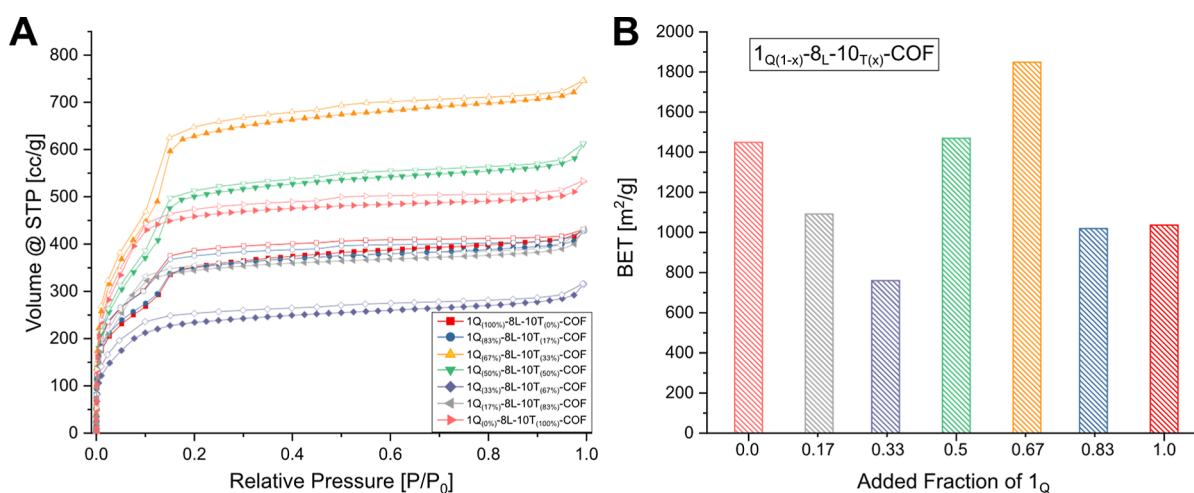 A
Volume @ STP [cc/g]
800
700
600
500
400
300
200
100
0
0.0 0.2 0.4 0.6 0.8 1.0
Relative Pressure [P/P0]
1Q(100%)-8L-10T(0%)-COF
1Q(83%)-8L-10T(17%)-COF
1Q(67%)-8L-10T(33%)-COF
1Q(50%)-8L-10T(50%)-COF
1Q(33%)-8L-10T(67%)-COF
1Q(17%)-8L-10T(83%)-COF
1Q(0%)-8L-10T(100%)-COF
B
BET [m²/g]
2000
1800
1600
1400
1200
1000
800
600
400
200
0
1Q(1-x)-8L-10T(x)-COF
0.0 0.17 0.33 0.5 0.67 0.83 1.0
Added Fraction of 1Q